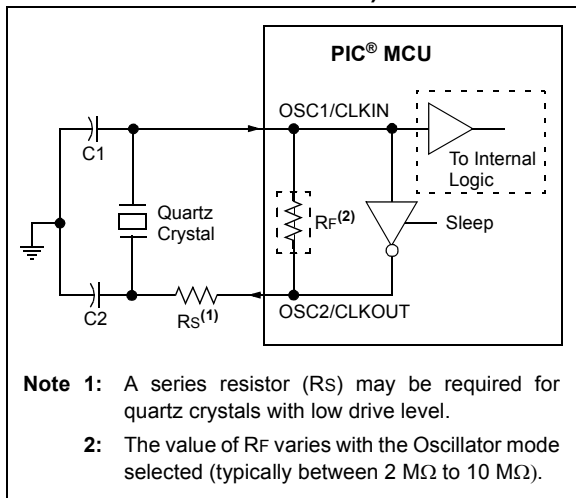 PIC® MCU
OSC1/CLKIN
C1
To Internal
Logic
Quartz
Crystal
RF(2)
Sleep
C2
RS(1)
OSC2/CLKOUT
Note 1: A series resistor (RS) may be required for
quartz crystals with low drive level.
2: The value of RF varies with the Oscillator mode
selected (typically between 2 MΩ to 10 MΩ).